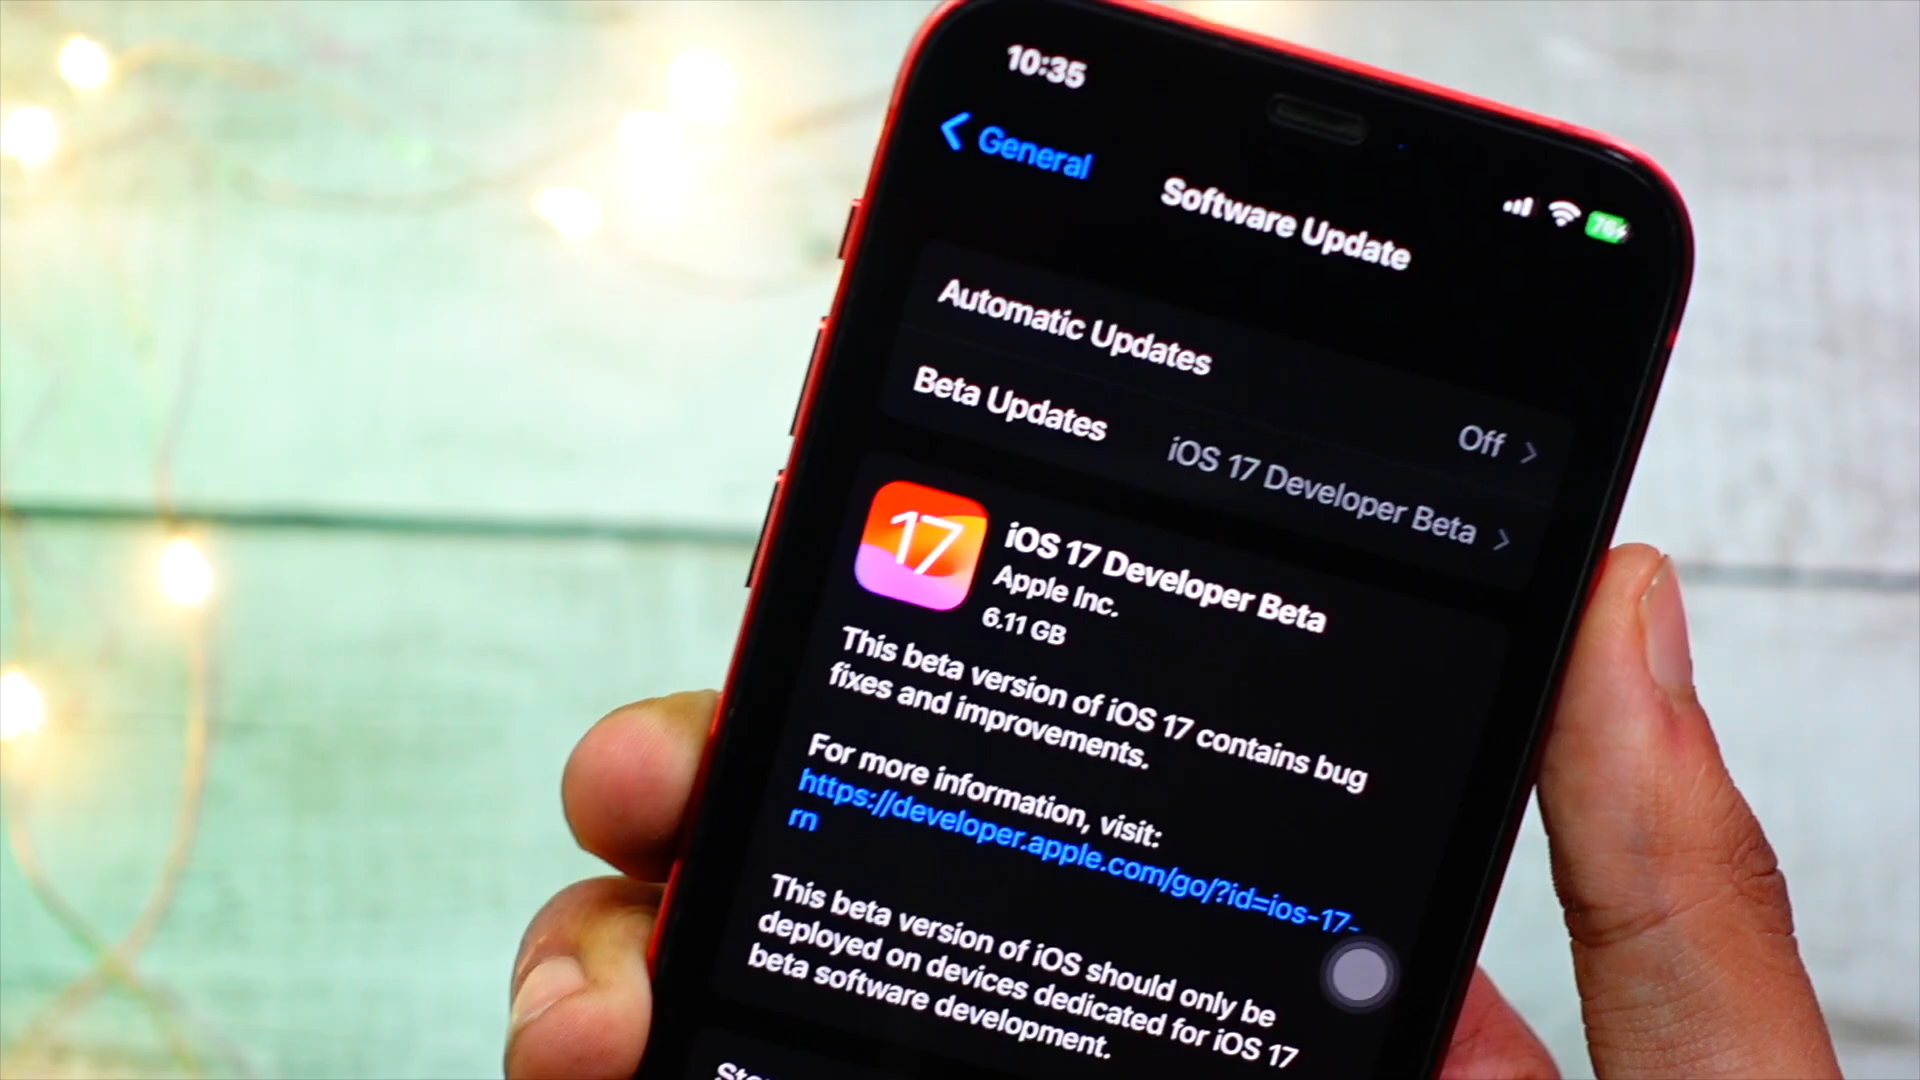 10:35
General
Software Update
76
Automatic Updates
Off
Beta Updates
iOS 17 Developer Beta
17
iOS 17 Developer Beta
Apple Inc.
6.11 GB
This beta version of iOS 17 contains bug
fixes and improvements.
For more information, visit:
https://developer.apple.com/go/?id=ios-17-
rn
This beta version of iOS should only be
deployed on devices dedicated for iOS 17
beta software development.